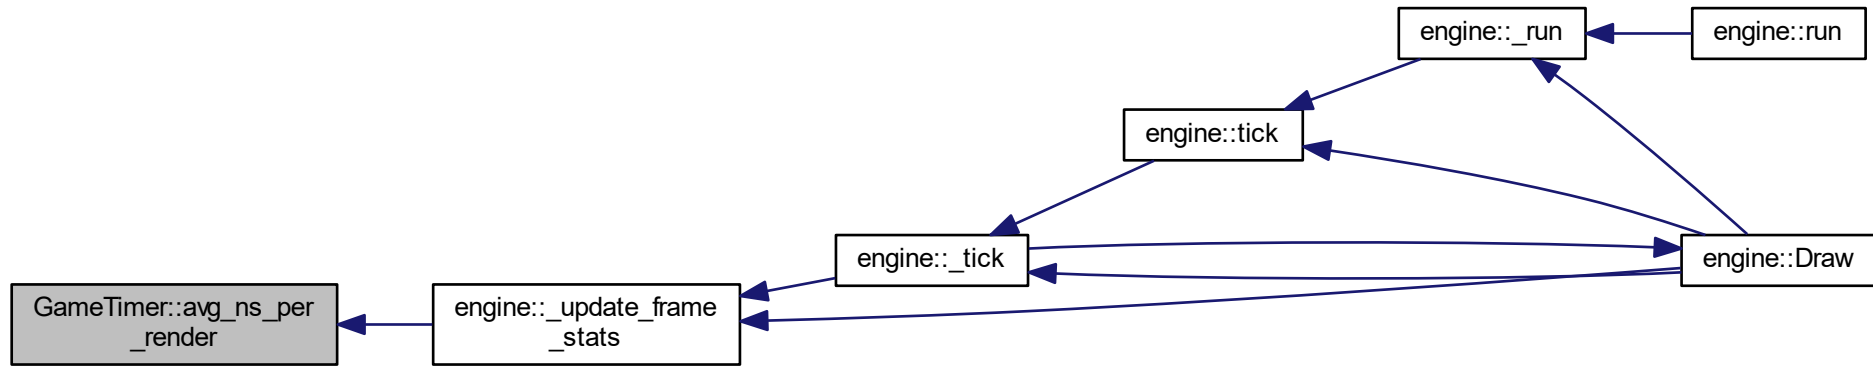 engine::_run
engine::run
engine::tick
engine::_tick
engine::Draw
GameTimer::avg_ns_per
_render
engine::_update_frame
_stats